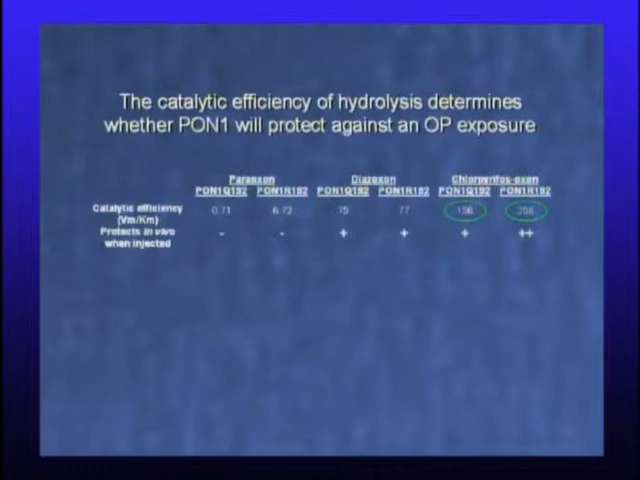 The catalytic efficiency of hydrolysis determines
whether PON1 will protect against an OP exposure
Paraoxon Diazoxon Chlorpyrifos-oxon
PON1Q192 PON1R192 PON1Q192 PON1R192 PON1Q192 PON1R192
Catalytic efficiency 0.71 6.72 75 77 156 256
(Vm/Km)
Protects in vivo - - + + + ++
when injected